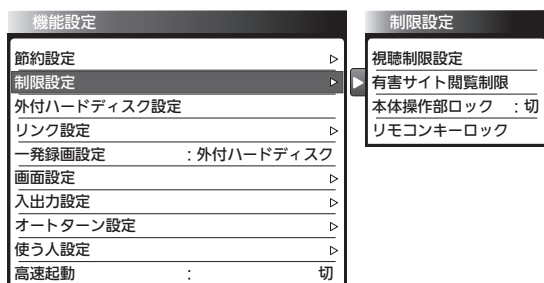 機能設定
節約設定
制限設定
外付ハードディスク設定
リンク設定
一発録画設定 :外付ハードディスク
画面設定
入出力設定
オートターン設定
使う人設定
高速起動 : 切
制限設定
視聴制限設定
有害サイト閲覧制限
本体操作部ロック :切
リモコンキーロック